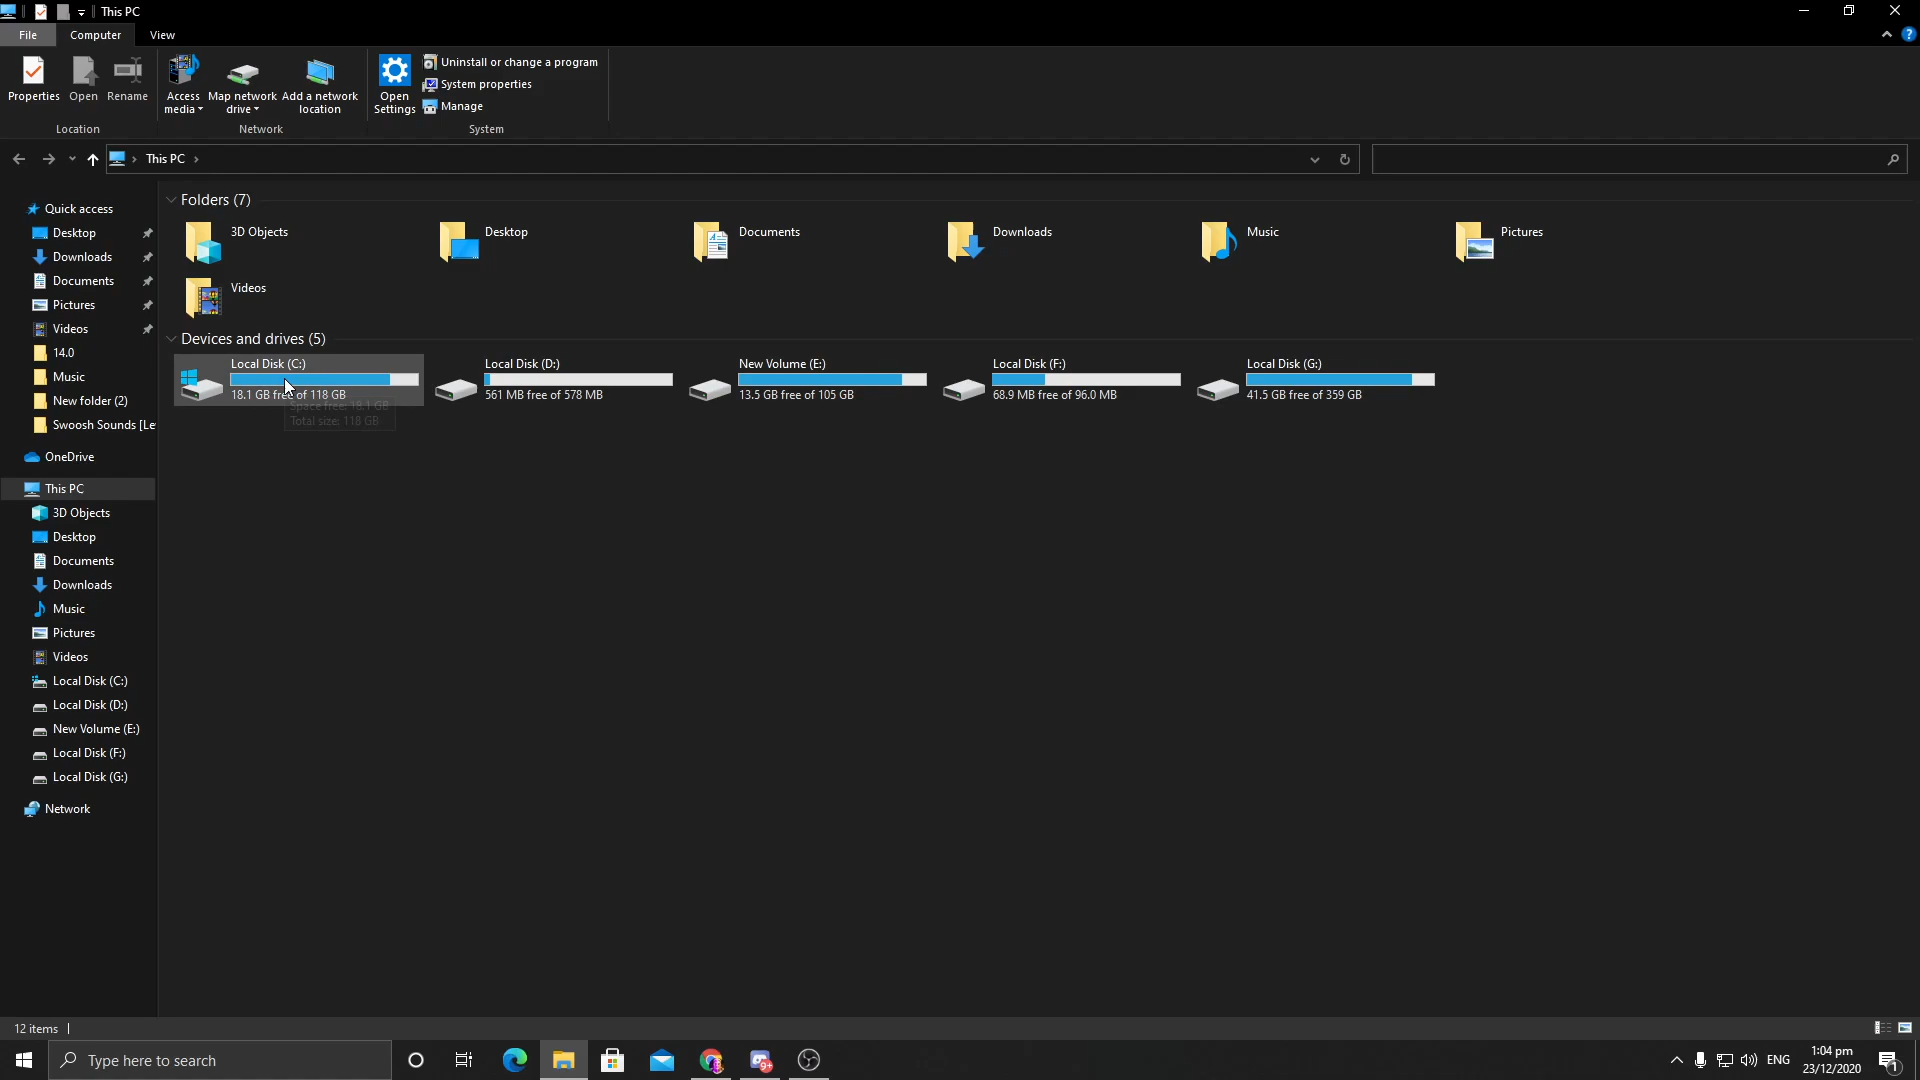 This PC
File
Computer
View
Properties
Open
Rename
Access media
Map network drive
Add a network location
Open Settings
Uninstall or change a program
System properties
Manage
Location
Network
System
This PC
Quick access
Desktop
Downloads
Documents
Pictures
Videos
14.0
Music
New folder (2)
Swoosh Sounds [Le
OneDrive
This PC
3D Objects
Desktop
Documents
Downloads
Music
Pictures
Videos
Local Disk (C:)
Local Disk (D:)
New Volume (E:)
Local Disk (F:)
Local Disk (G:)
Network
Folders (7)
3D Objects
Desktop
Documents
Downloads
Music
Pictures
Videos
Devices and drives (5)
Local Disk (C:)
18.1 GB free of 118 GB
Space free: 18.1 GB
Total size: 118 GB
Local Disk (D:)
561 MB free of 578 MB
New Volume (E:)
13.5 GB free of 105 GB
Local Disk (F:)
68.9 MB free of 96.0 MB
Local Disk (G:)
41.5 GB free of 359 GB
12 items
Type here to search
9+
ENG
1:04 pm
23/12/2020
1